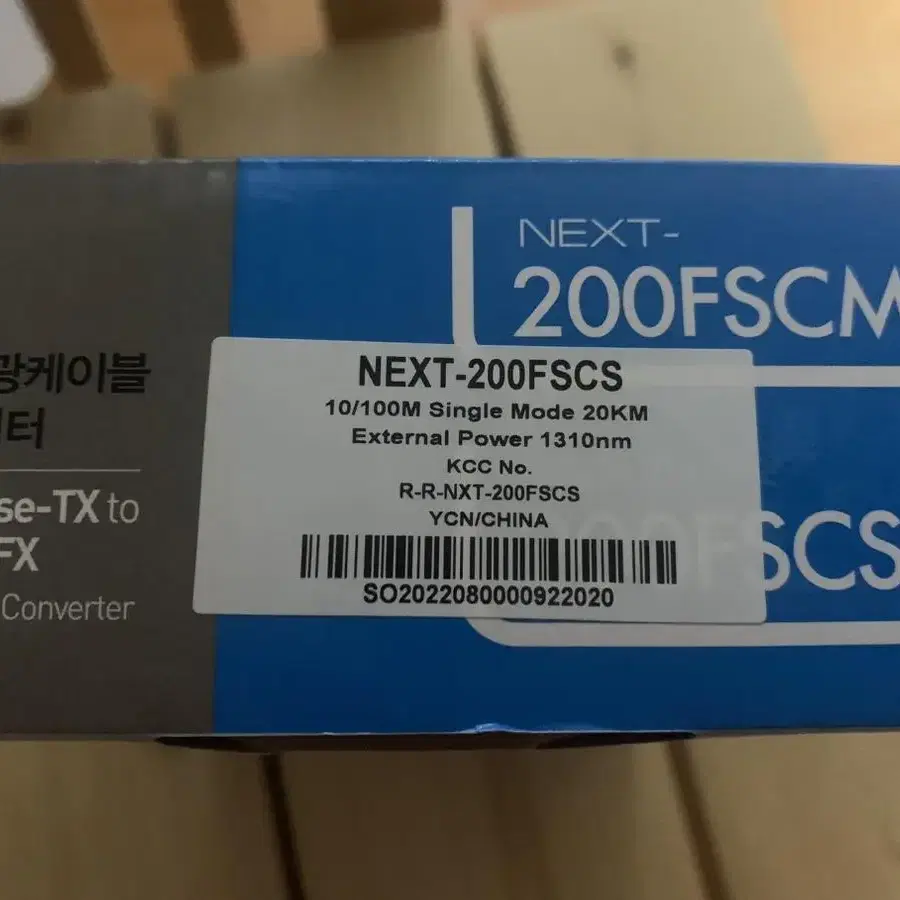 광케이블
터
se-TX to
FX
Converter
NEXT-
200FSCM
NEXT-200FSCS
10/100M Single Mode 20KM
External Power 1310nm
KCC No.
R-R-NXT-200FSCS
YCN/CHINA
SO2022080000922020
200FSCS